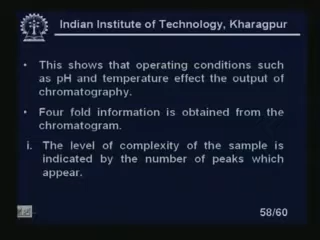 Indian Institute of Technology, Kharagpur
• This shows that operating conditions such
as pH and temperature effect the output of
chromatography.
• Four fold information is obtained from the
chromatogram.
i. The level of complexity of the sample is
indicated by the number of peaks which
appear.
58/60